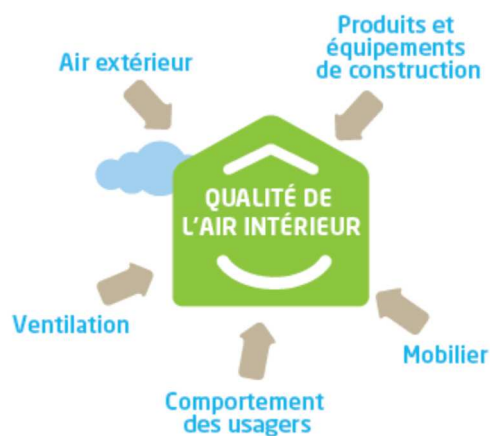 Produits et
équipements
de construction
Air extérieur
QUALITÉ DE
L'AIR INTÉRIEUR
Ventilation
Mobilier
Comportement
des usagers